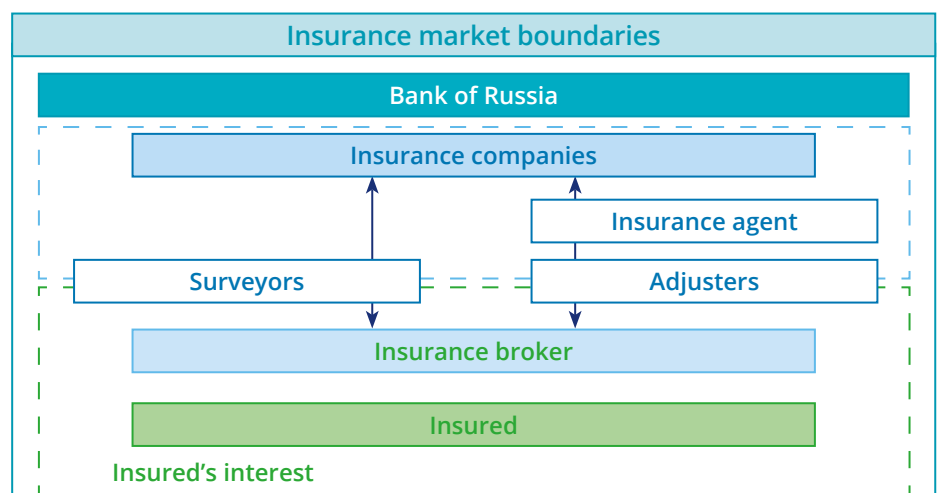 Insurance market boundaries
Bank of Russia
Insurance companies
Insurance agent
Surveyors
Adjusters
Insurance broker
Insured
Insured’s interest